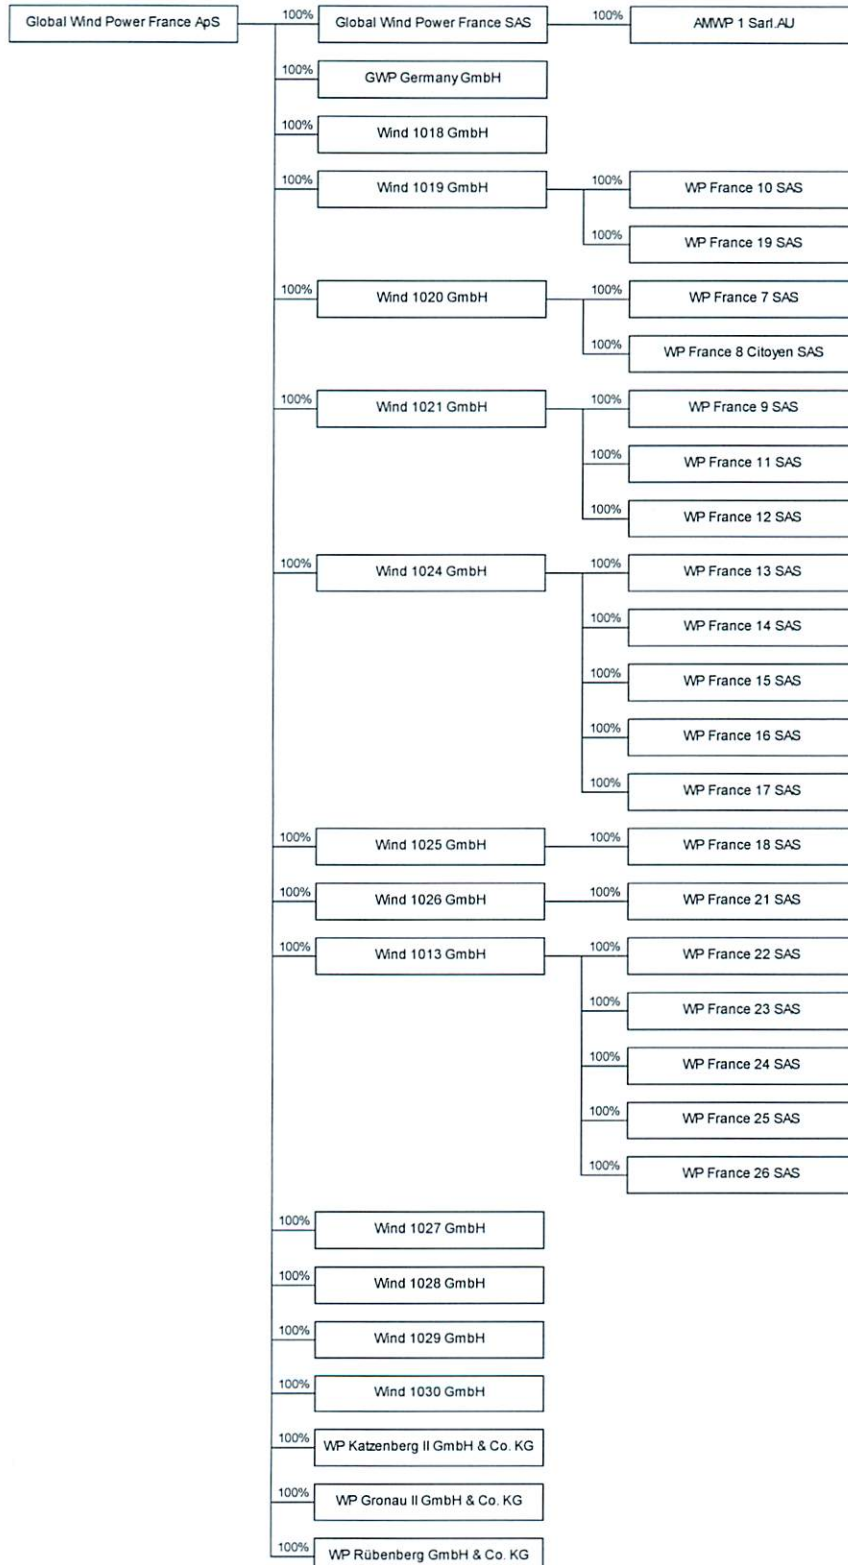 Global Wind Power France ApS
100%
Global Wind Power France SAS
100%
AMWP 1 Sarl.AU
100%
GWP Germany GmbH
100%
Wind 1018 GmbH
100%
Wind 1019 GmbH
100%
WP France 10 SAS
100%
WP France 19 SAS
100%
Wind 1020 GmbH
100%
WP France 7 SAS
100%
WP France 8 Citoyen SAS
100%
Wind 1021 GmbH
100%
WP France 9 SAS
100%
WP France 11 SAS
100%
WP France 12 SAS
100%
Wind 1024 GmbH
100%
WP France 13 SAS
100%
WP France 14 SAS
100%
WP France 15 SAS
100%
WP France 16 SAS
100%
WP France 17 SAS
100%
Wind 1025 GmbH
100%
WP France 18 SAS
100%
Wind 1026 GmbH
100%
WP France 21 SAS
100%
Wind 1013 GmbH
100%
WP France 22 SAS
100%
WP France 23 SAS
100%
WP France 24 SAS
100%
WP France 25 SAS
100%
WP France 26 SAS
100%
Wind 1027 GmbH
100%
Wind 1028 GmbH
100%
Wind 1029 GmbH
100%
Wind 1030 GmbH
100%
WP Katzenberg II GmbH & Co. KG
100%
WP Gronau II GmbH & Co. KG
100%
WP Rübenberg GmbH & Co. KG